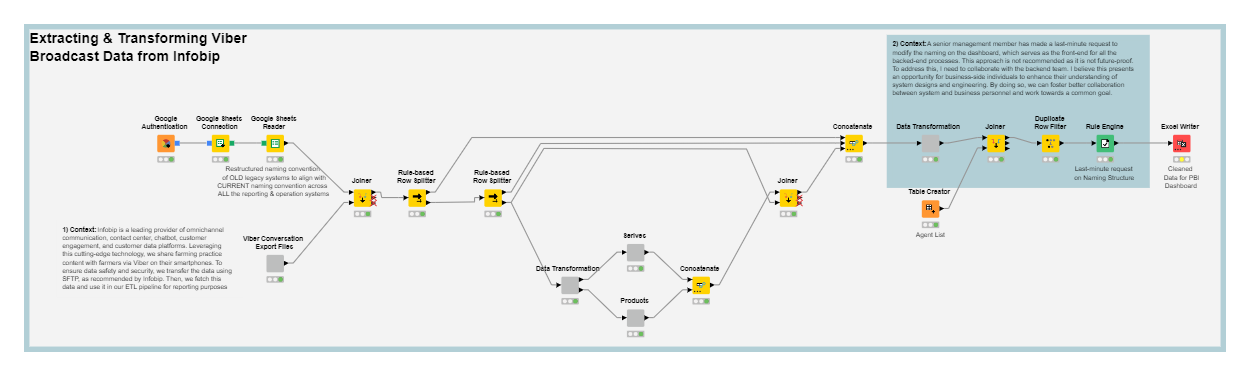 Extracting & Transforming Viber
Broadcast Data from Infobip
2) Context: A senior management member has made a last-minute request to
modify the naming on the dashboard, which serves as the front-end for all the
backed-end processes. This approach is not recommended as it is not future-proof.
To address this, I need to collaborate with the backend team. I believe this presents
an opportunity for business-side individuals to enhance their understanding of
system designs and engineering. By doing so, we can foster better collaboration
between system and business personnel and work towards a common goal.
Google
Authentication
Google Sheets
Connection
Google Sheets
Reader
Concatenate
Data Transformation
Joiner
Duplicate
Row Filter
Rule Engine
Excel Writer
Restructured naming convention
of OLD legacy systems to align with
CURRENT naming convention across
ALL the reporting & operation systems
Last-minute request
on Naming Structure
Cleaned
Data for PBI
Dashboard
Joiner
Rule-based
Row Splitter
Rule-based
Row Splitter
Joiner
Table Creator
Agent List
1) Context: Infobip is a leading provider of omnichannel
communication, contact center, chatbot, customer
engagement, and customer data platforms. Leveraging
this cutting-edge technology, we share farming practice
content with farmers via Viber on their smartphones. To
ensure data safety and security, we transfer the data using
SFTP, as recommended by Infobip. Then, we fetch this
data and use it in our ETL pipeline for reporting purposes
Viber Conversation
Export Files
Serives
Data Transformation
Concatenate
Products